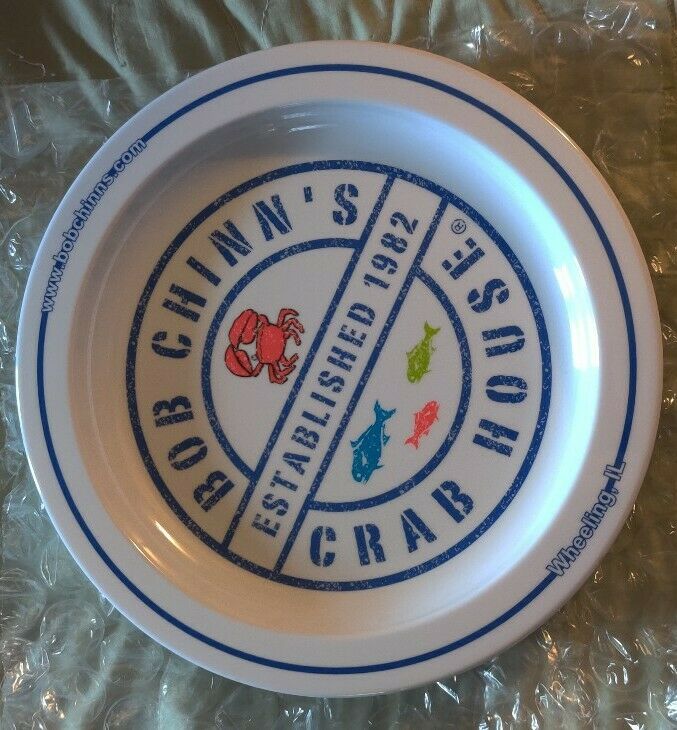 www.bobchinns.com
BOB CHINN'S
ESTABLISHED 1982
CRAB HOUSE®
Wheeling, IL